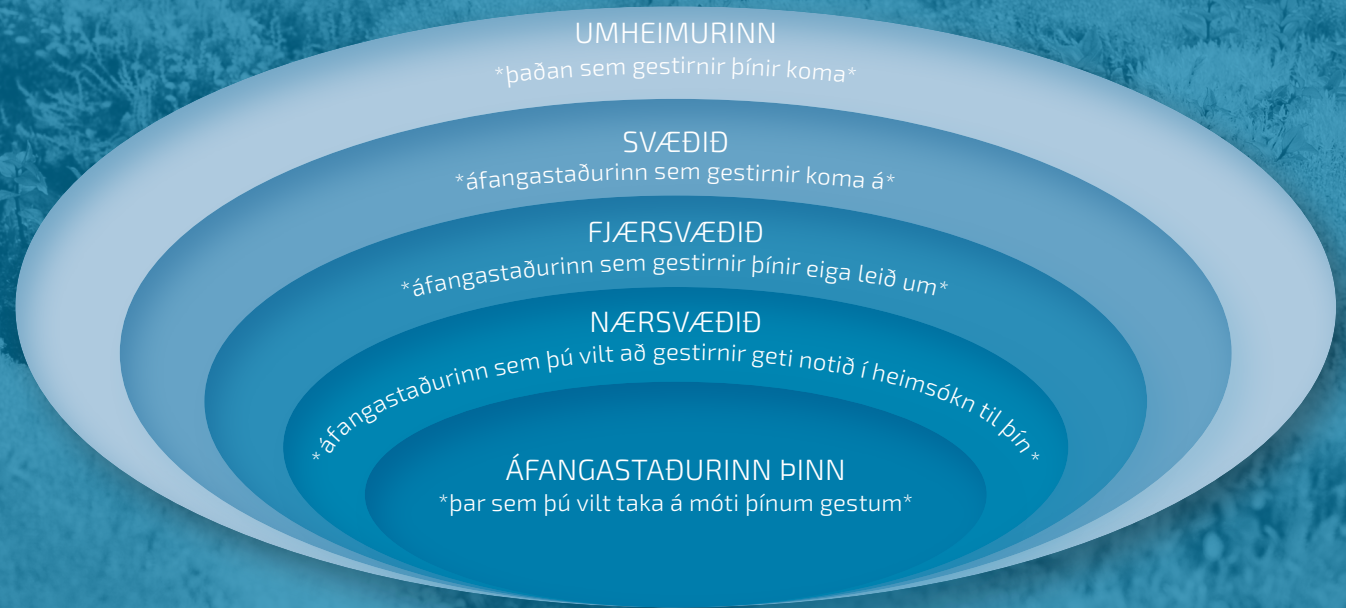 UMHEIMURINN
*þaðan sem gestirnir þínir koma*
SVÆÐIÐ
*áfangastaðurinn sem gestirnir koma á*
FJÆRSVÆÐIÐ
*áfangastaðurinn sem gestirnir þínir eiga leið um*
NÆRSVÆÐIÐ
*áfangastaðurinn sem þú vilt að gestirnir geti notið í heimsókn til þín*
ÁFANGASTAÐURINN ÞINN
*þar sem þú vilt taka á móti þínum gestum*